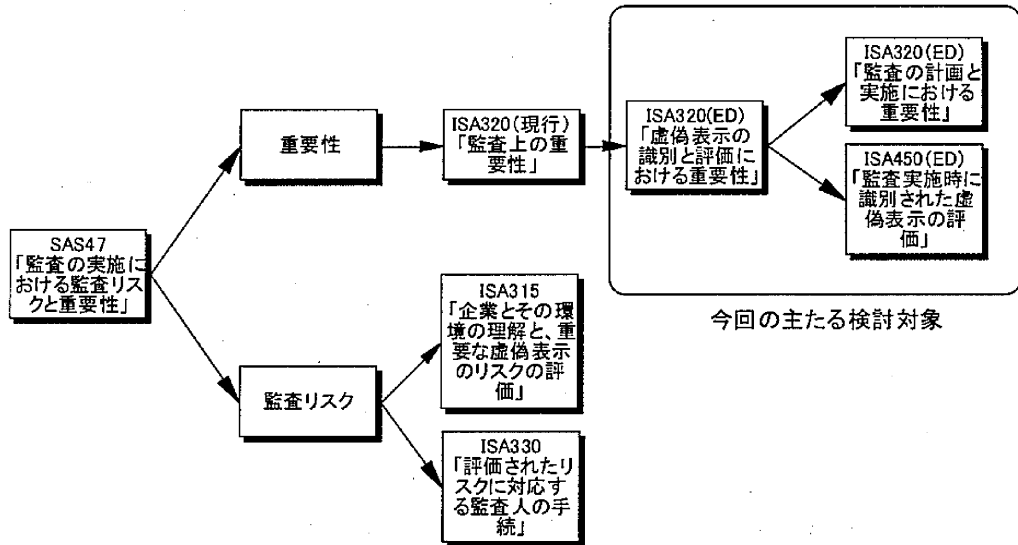 SAS47
「監査の実施に
おける監査リス
クと重要性」
重要性
ISA320(現行)
「監査上の重
要性」
ISA320(ED)
「虚偽表示の
識別と評価に
おける重要性」
ISA320(ED)
「監査の計画と
実施における
重要性」
ISA450(ED)
「監査実施時に
識別された虚
偽表示の評
価」
今回の主たる検討対象
監査リスク
ISA315
「企業とその環
境の理解と、重
要な虚偽表示
のリスクの評
価」
ISA330
「評価されたリ
スクに対応す
る監査人の手
続」